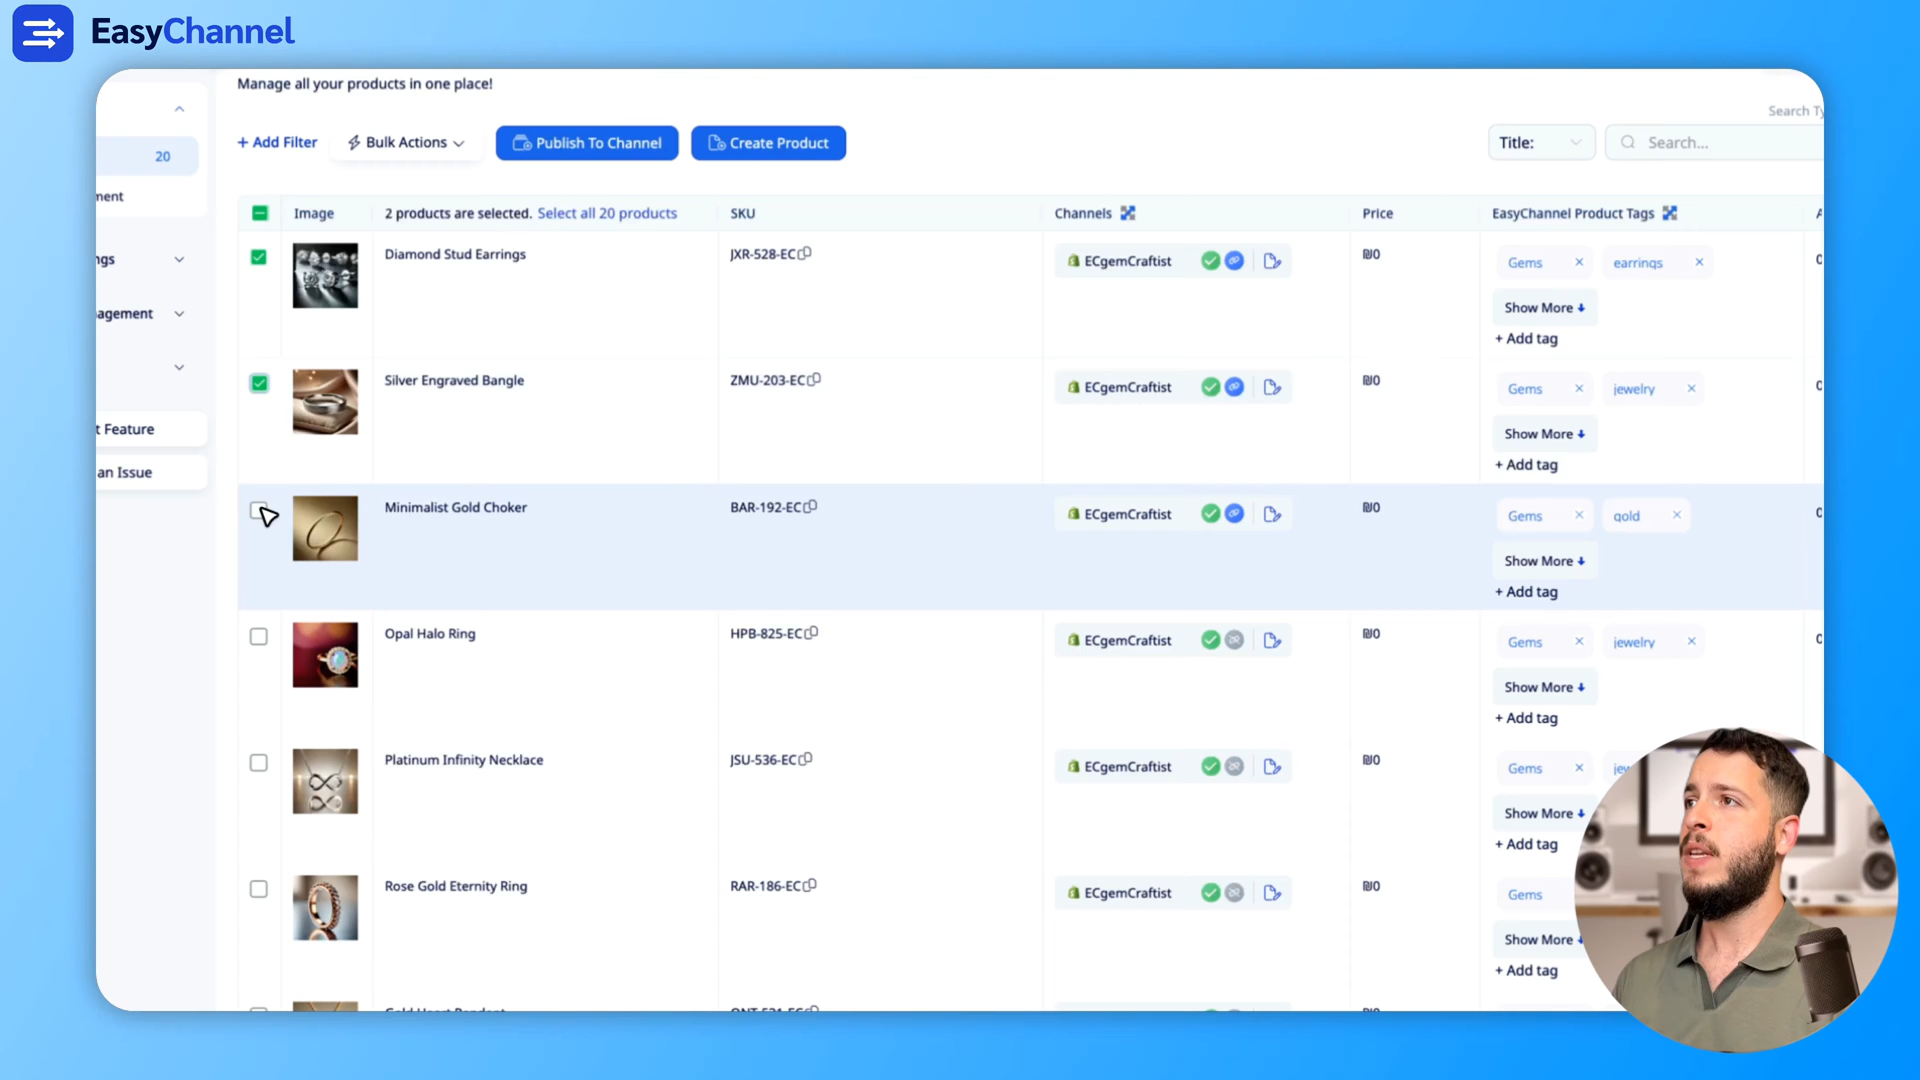 EasyChannel
Manage all your products in one place!
Search Ty
+ Add Filter
Bulk Actions
Publish To Channel
Create Product
Title:
Search...
20
ment
ngs
agement
t Feature
an Issue
Image
2 products are selected. Select all 20 products
SKU
Channels
Price
EasyChannel Product Tags
Diamond Stud Earrings
JXR-528-EC
ECgemCraftist
₪0
Gems
earrings
Show More
+ Add tag
Silver Engraved Bangle
ZMU-203-EC
ECgemCraftist
₪0
Gems
jewelry
Show More
+ Add tag
Minimalist Gold Choker
BAR-192-EC
ECgemCraftist
₪0
Gems
gold
Show More
+ Add tag
Opal Halo Ring
HPB-825-EC
ECgemCraftist
₪0
Gems
jewelry
Show More
+ Add tag
Platinum Infinity Necklace
JSU-536-EC
ECgemCraftist
₪0
Gems
Show More
+ Add tag
Rose Gold Eternity Ring
RAR-186-EC
ECgemCraftist
₪0
Gems
Show More
+ Add tag